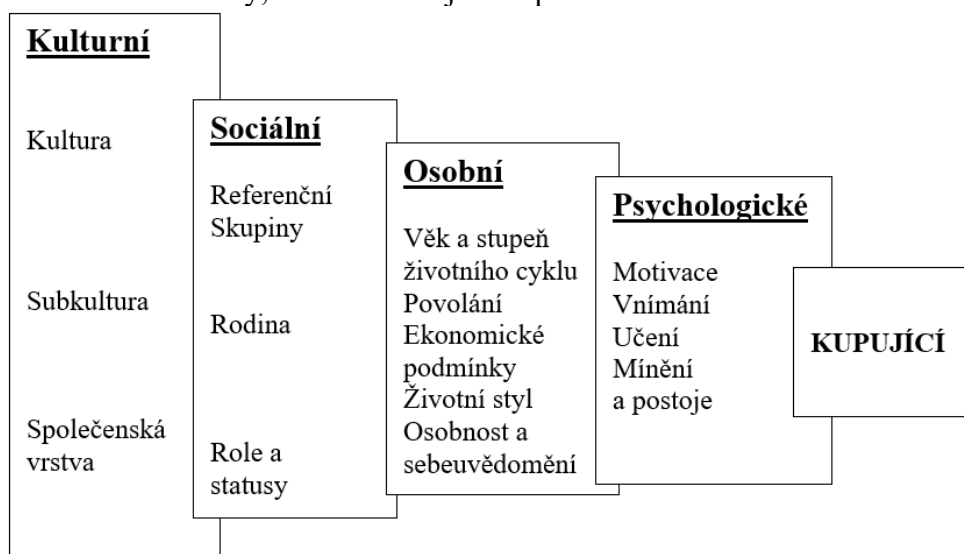 Kulturní
Kultura
Subkultura
Společenská
vrstva
Sociální
Referenční
Skupiny
Rodina
Role a
statusy
Osobní
Věk a stupeň
životního cyklu
Povolání
Ekonomické
podmínky
Životní styl
Osobnost a
sebeuvědomění
Psychologické
Motivace
Vnímání
Učení
Mínění
a postoje
KUPUJÍCÍ